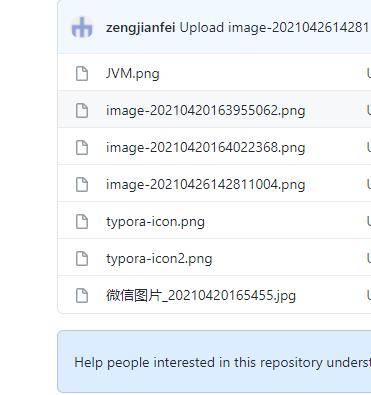 zengjianfei Upload image-2021042614281
JVM.png
image-20210420163955062.png
image-20210420164022368.png
image-20210426142811004.png
typora-icon.png
typora-icon2.png
微信图片_20210420165455.jpg
Help people interested in this repository underst